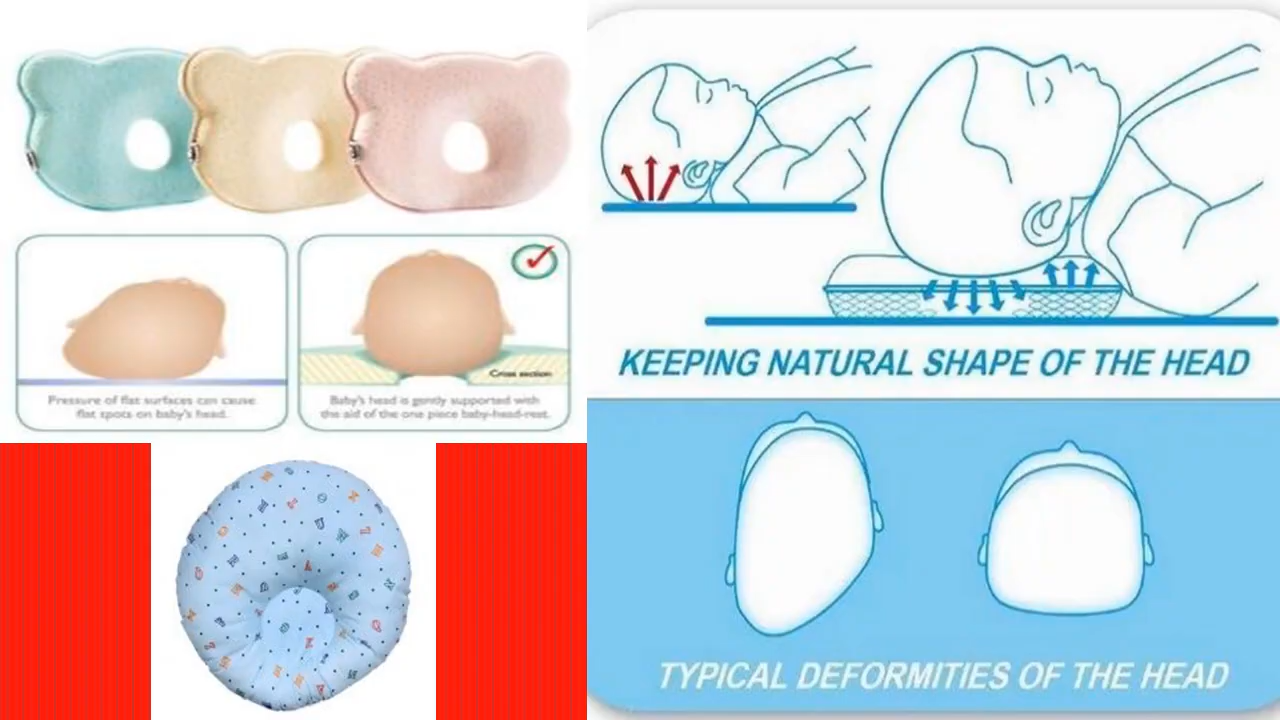 Pressure of flat surfaces can cause
flat spots on baby's head.
Cross section
Baby's head is gently supported with
the aid of the one piece baby-head-rest.
KEEPING NATURAL SHAPE OF THE HEAD
TYPICAL DEFORMITIES OF THE HEAD